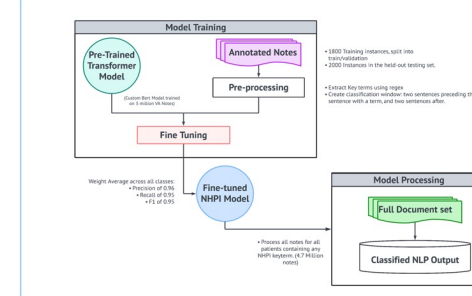 Model Training
Pre-Trained
Transformer
Model
(Custom Bert Model trained
on 3 million VA Notes)
Annotated Notes
Pre-processing
Fine Tuning
• 1800 Training instances, split into
train/validation
• 2000 Instances in the held-out testing set.
• Extract Key terms using regex
• Create classification window: two sentences preceding th
sentence with a term, and two sentences after.
Weight Average across all classes:
• Precision of 0.96
• Recall of 0.95
• F1 of 0.95
Fine-tuned
NHPI Model
• Process all notes for all
patients containing any
NHPI keyterm. (4.7 Million
notes)
Model Processing
Full Document set
Classified NLP Output